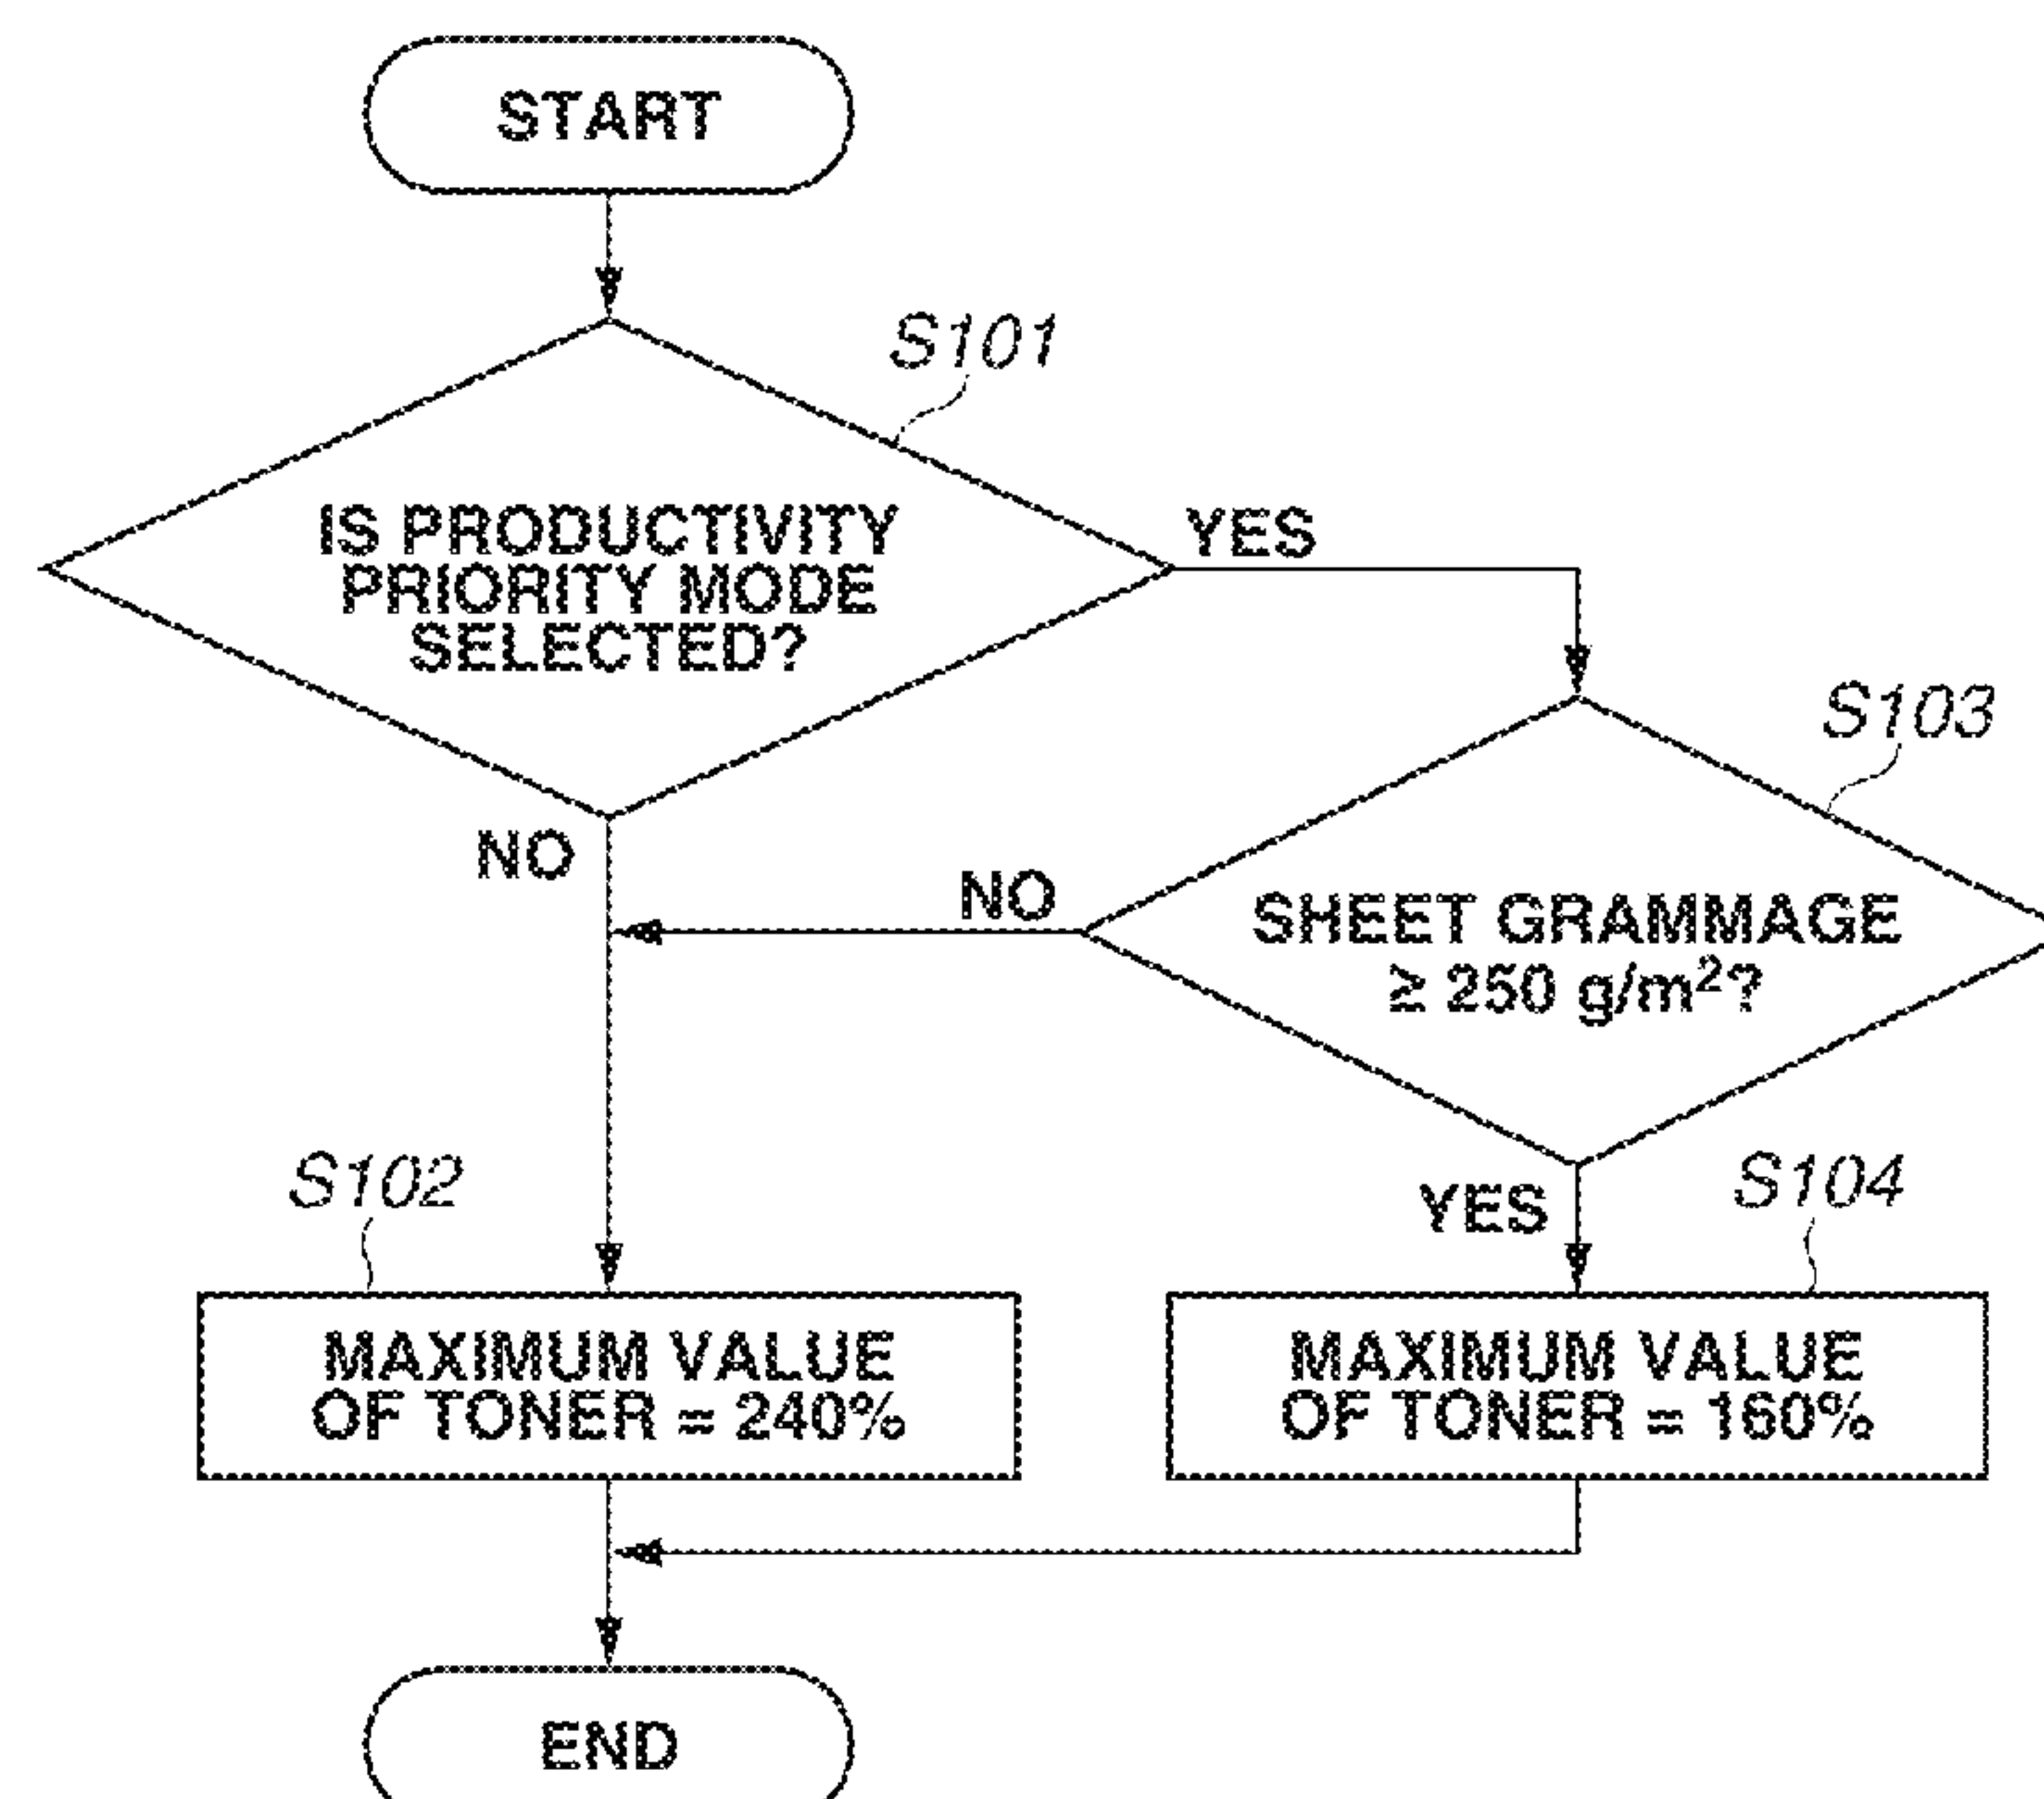 START
S101
IS PRODUCTIVITY
PRIORITY MODE
SELECTED?
YES
S103
NO
NO
SHEET GRAMMAGE
≥ 250 g/m²?
S102
YES
S104
MAXIMUM VALUE
OF TONER = 240%
MAXIMUM VALUE
OF TONER = 160%
END